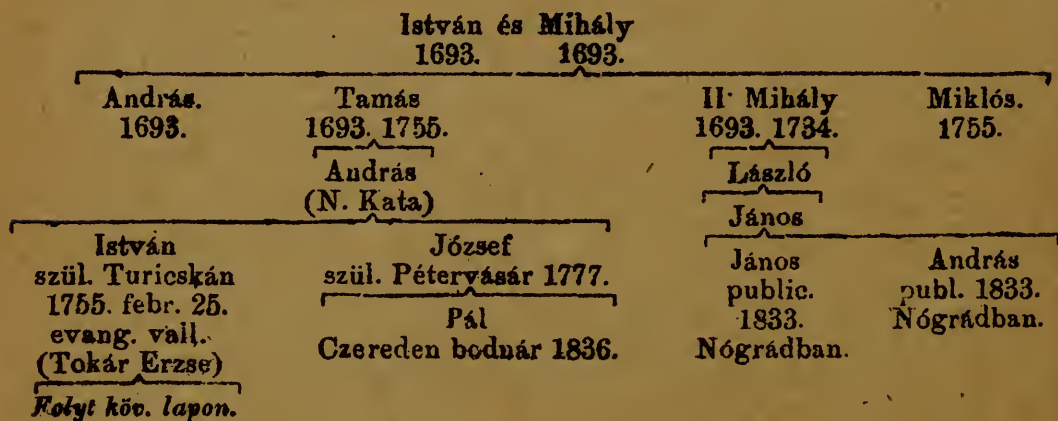 István és Mihály
1693. 1693.
András. Tamás II· Mihály Miklós.
1693. 1693. 1755. 1693. 1734. 1755.
András László
(N. Kata) János
István József János András
szül. Turicskán szül. Pétervásár 1777. public. publ. 1833.
1755. febr. 25. Pál 1833. Nógrádban.
evang. vall. Czereden bodnár 1836. Nógrádban.
(Tokár Erzse)
Folyt köv. lapon.